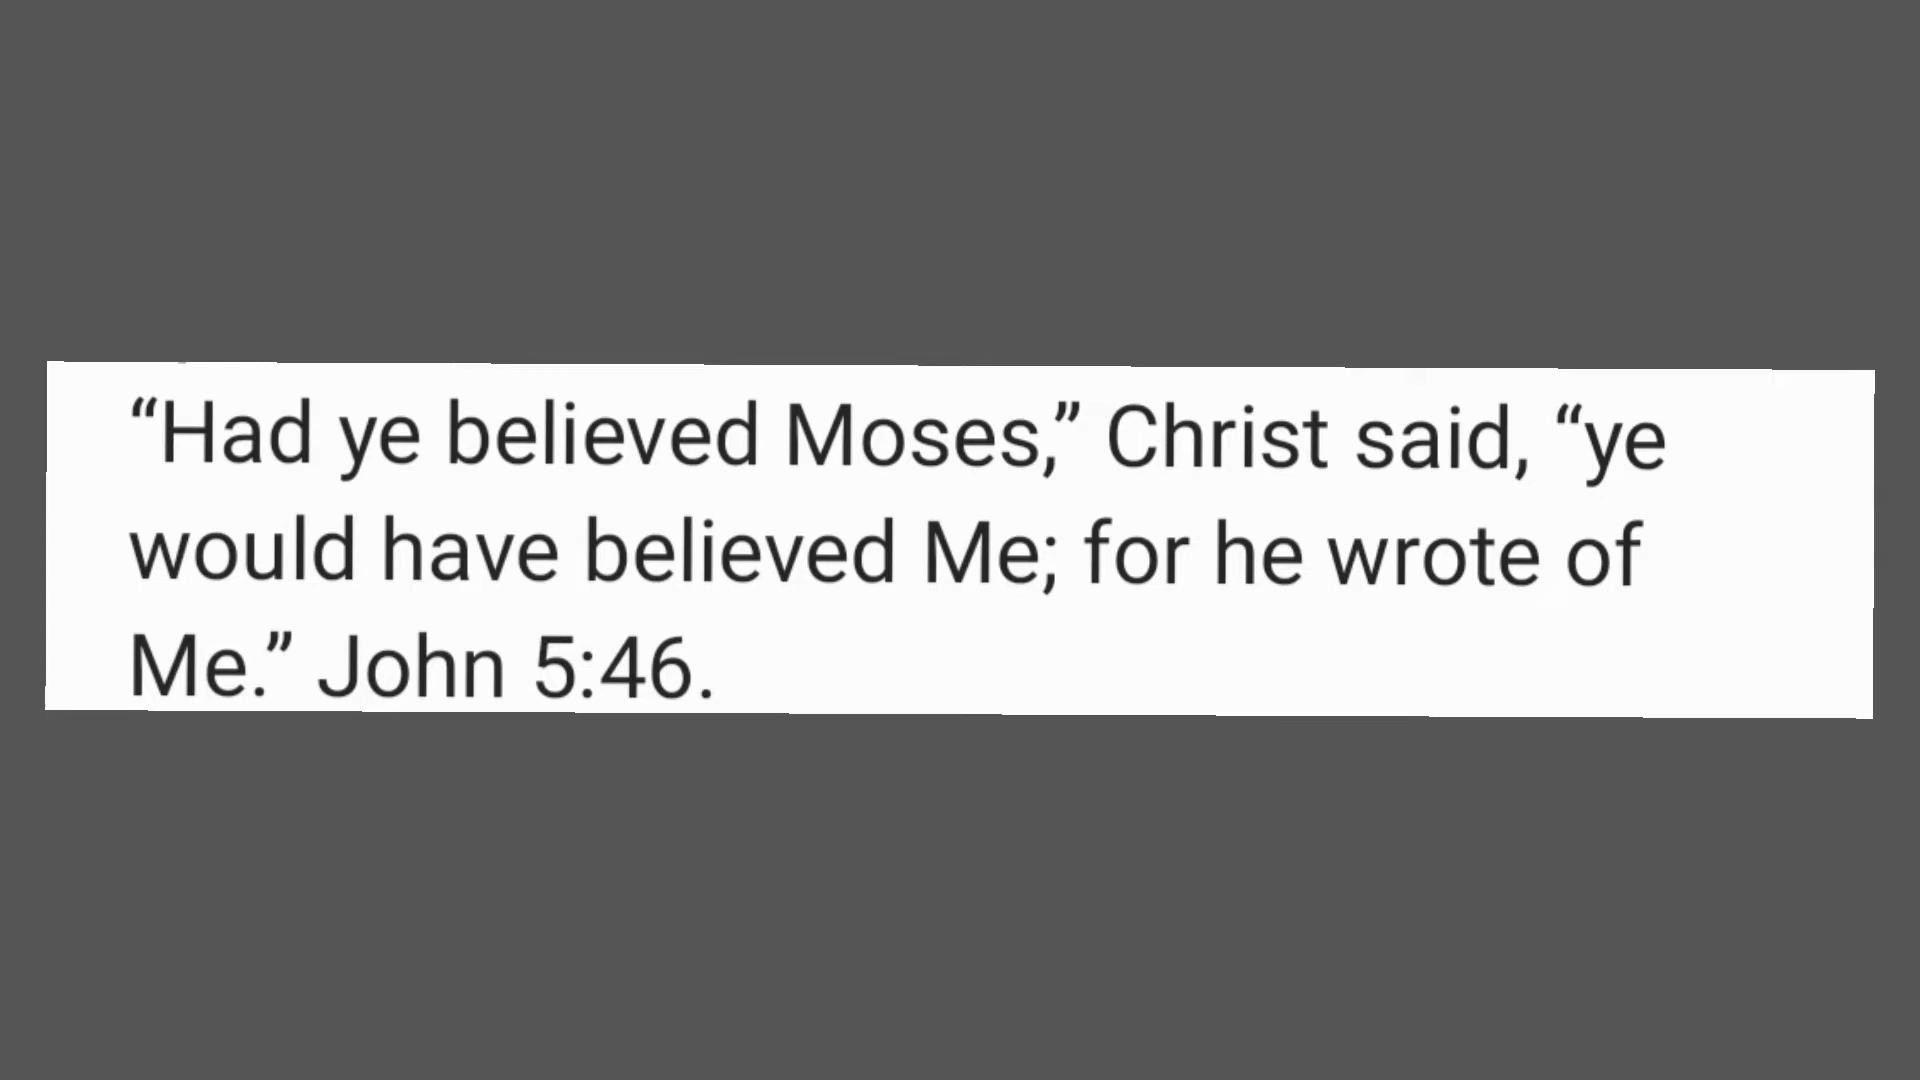 “Had ye believed Moses,” Christ said, “ye
would have believed Me; for he wrote of
Me.” John 5:46.